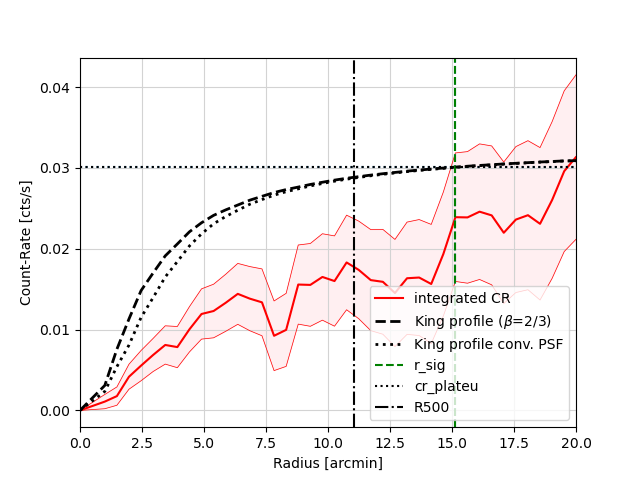 0.04
0.03
0.02
0.01
0.00
Count-Rate [cts/s]
integrated CR
King profile (β=2/3)
King profile conv. PSF
r_sig
cr_plateu
R500
0.0 2.5 5.0 7.5 10.0 12.5 15.0 17.5 20.0
Radius [arcmin]